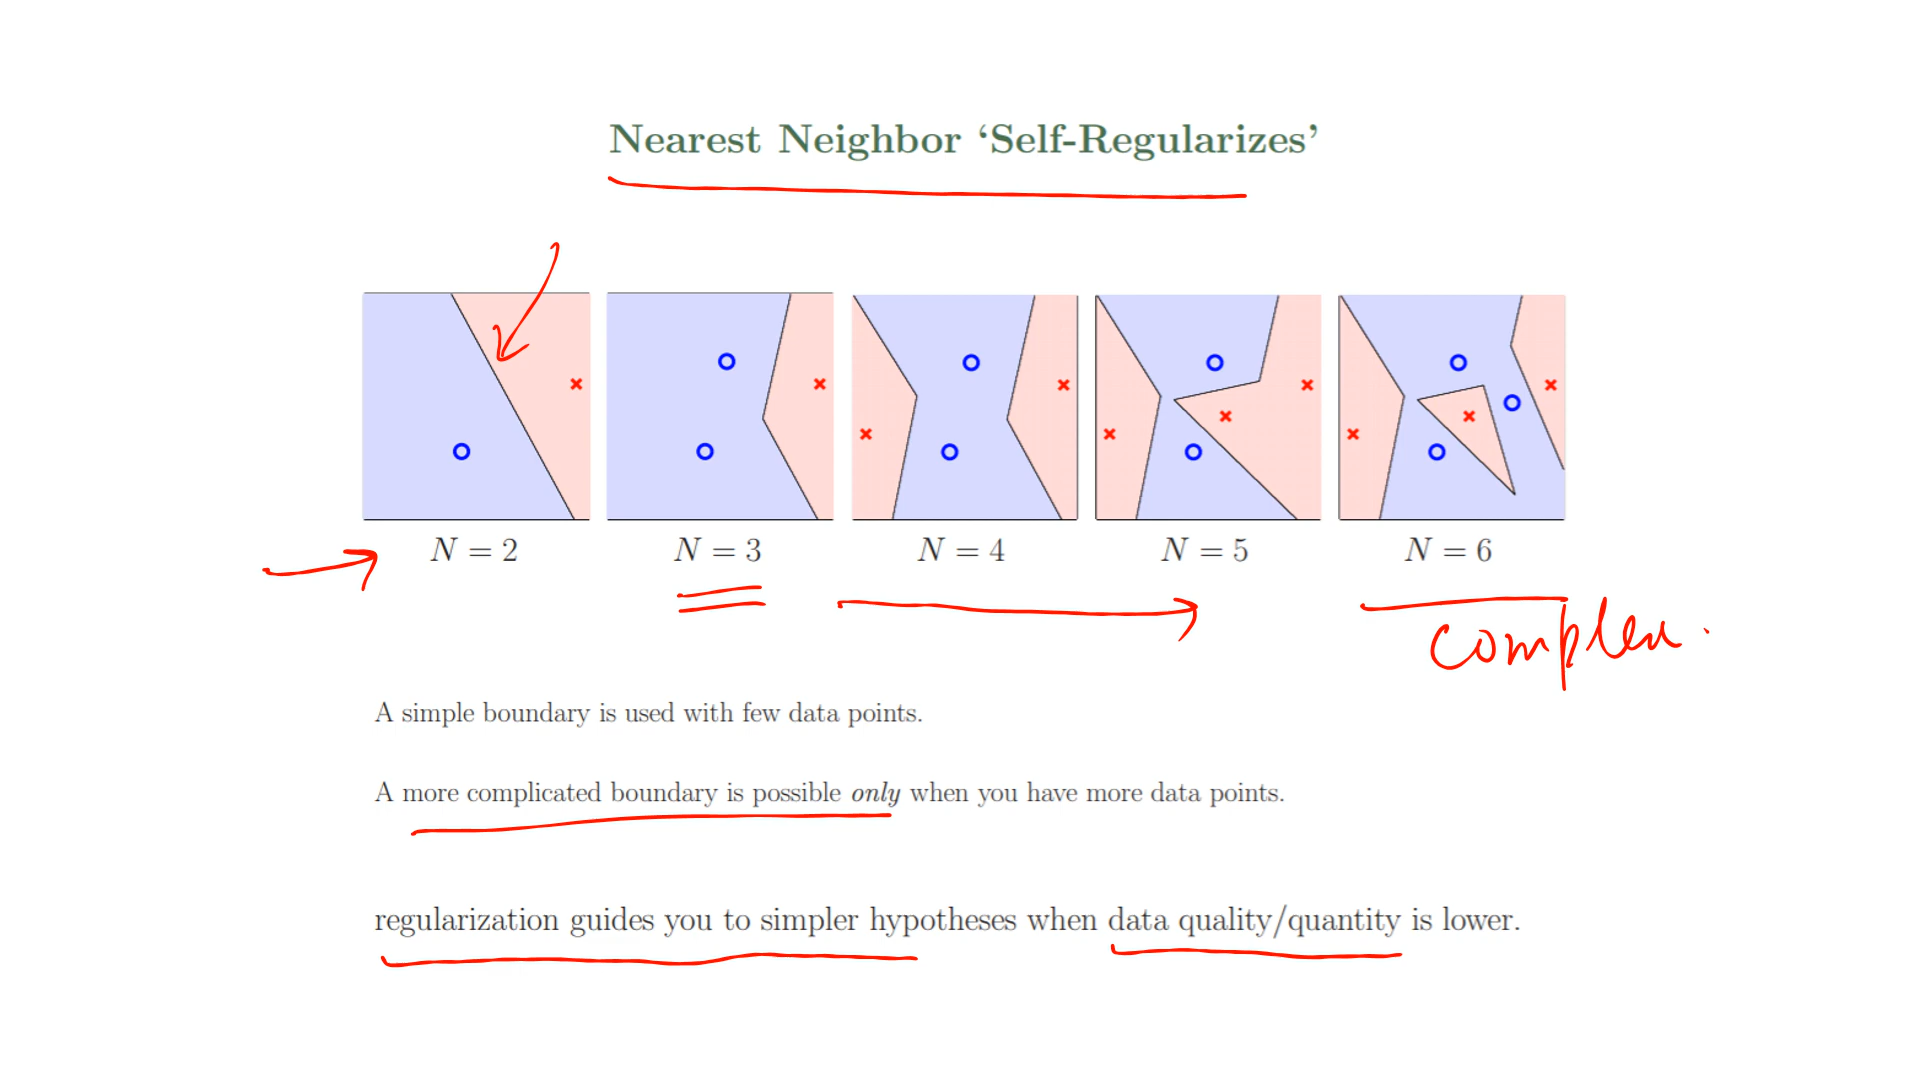 Nearest Neighbor ‘Self-Regularizes’
N = 2
N = 3
N = 4
N = 5
N = 6
A simple boundary is used with few data points.
A more complicated boundary is possible only when you have more data points.
regularization guides you to simpler hypotheses when data quality/quantity is lower.